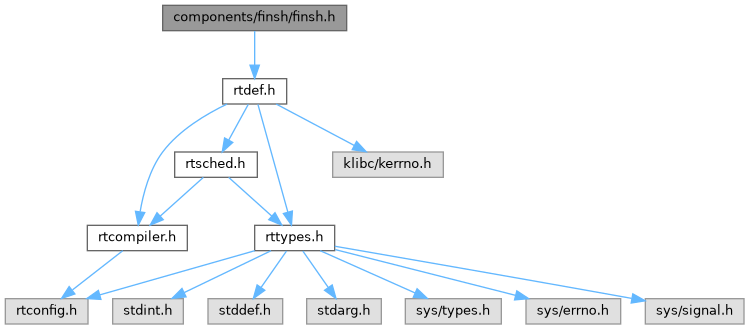 components/finsh/finsh.h
rtdef.h
rtsched.h
klibc/kerrno.h
rtcompiler.h
rttypes.h
rtconfig.h
stdint.h
stddef.h
stdarg.h
sys/types.h
sys/errno.h
sys/signal.h